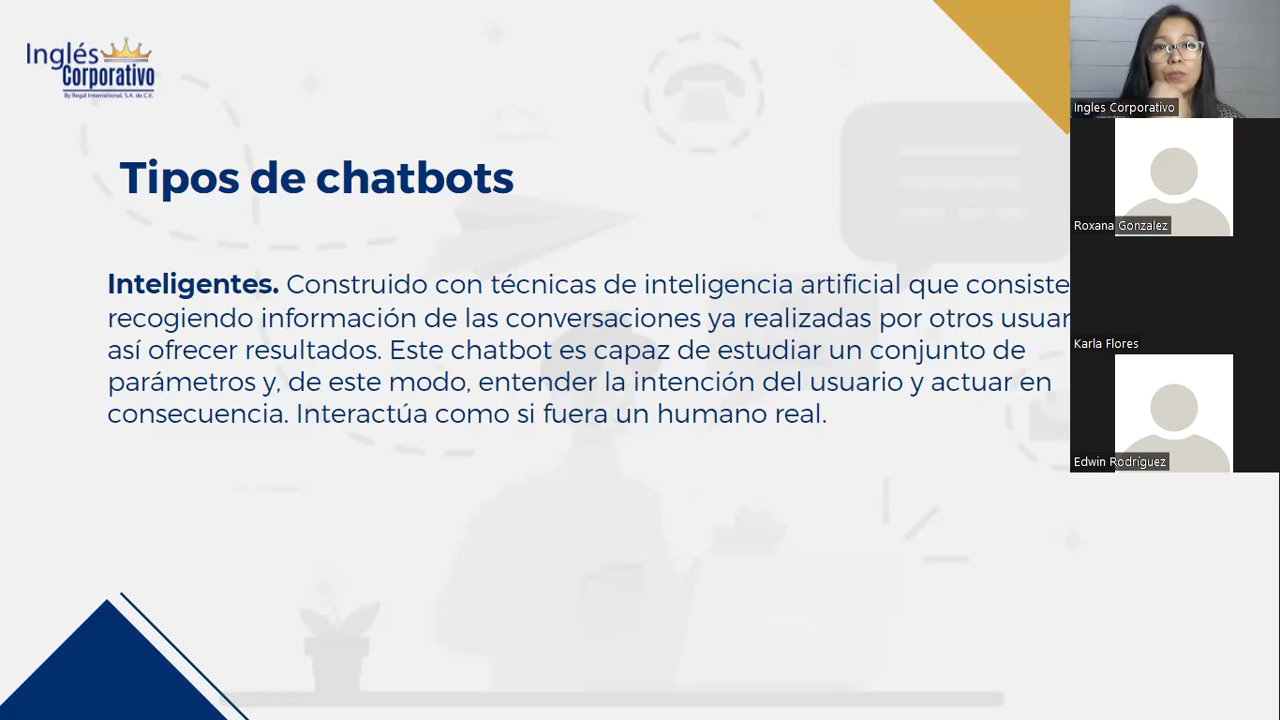 Inglés
Corporativo
By Regal International, S.A. de C.V.
Tipos de chatbots
Inteligentes. Construido con técnicas de inteligencia artificial que consiste
recogiendo información de las conversaciones ya realizadas por otros usuar
así ofrecer resultados. Este chatbot es capaz de estudiar un conjunto de
parámetros y, de este modo, entender la intención del usuario y actuar en
consecuencia. Interactúa como si fuera un humano real.
Ingles Corporativo
Roxana Gonzalez
Karla Flores
Edwin Rodríguez